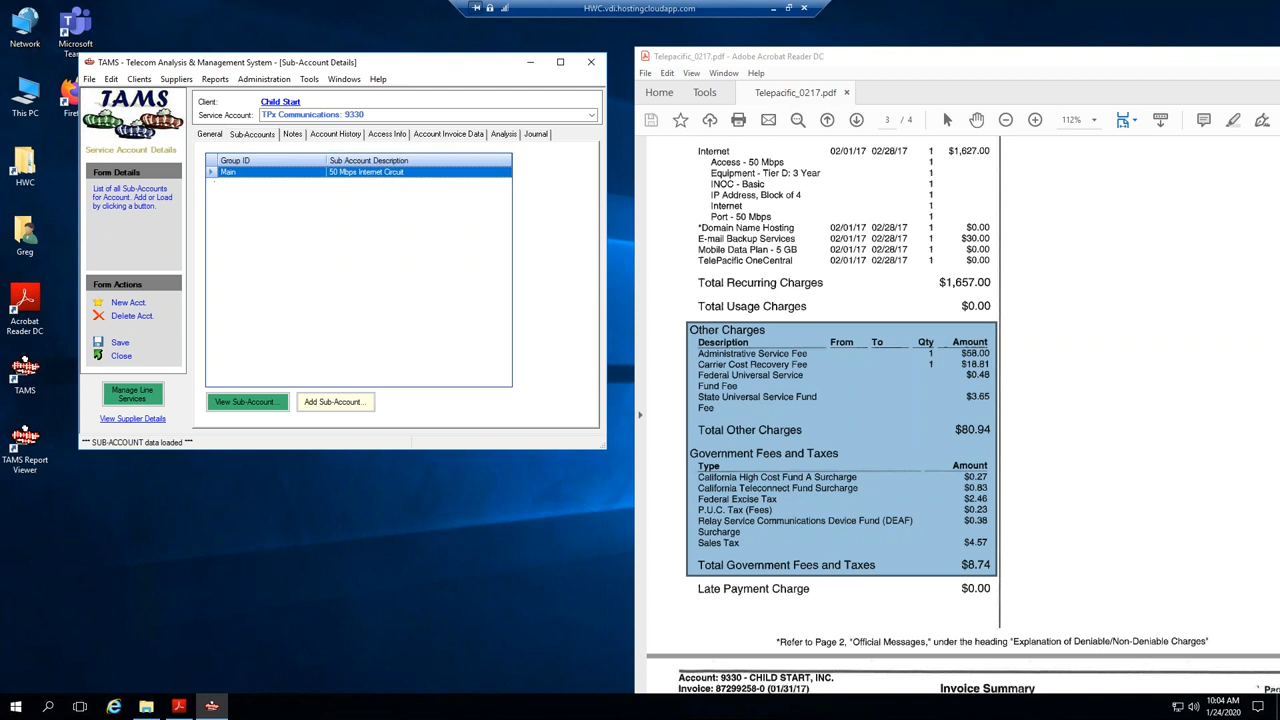 HWC.vdi.hostingcloudapp.com
Network
Microsoft
This PC
HWC
Greg
Acrobat
Reader DC
TAMS
TAMS Report
Viewer
TAMS - Telecom Analysis & Management System - [Sub-Account Details]
File Edit Clients Suppliers Reports Administration Tools Windows Help
TAMS
Service Account Details
Form Details
List of all Sub-Accounts
for Account. Add or Load
by clicking a button.
Form Actions
New Acct.
Delete Acct.
Save
Close
Manage Line
Services
View Supplier Details
Client: Child Start
Service Account: TPx Communications: 9330
General Sub-Accounts Notes Account History Access Info Account Invoice Data Analysis Journal
Group ID Sub Account Description
Main 50 Mbps Internet Circuit
View Sub-Account... Add Sub-Account...
*** SUB-ACCOUNT data loaded ***
Telepacific_0217.pdf - Adobe Acrobat Reader DC
File Edit View Window Help
Home Tools Telepacific_0217.pdf ×
3 / 4 112%
Internet 02/01/17 02/28/17 1 $1,627.00
Access - 50 Mbps 1
Equipment - Tier D: 3 Year 1
INOC - Basic 1
IP Address, Block of 4 1
Internet 1
Port - 50 Mbps 1
*Domain Name Hosting 02/01/17 02/28/17 1 $0.00
E-mail Backup Services 02/01/17 02/28/17 1 $30.00
Mobile Data Plan - 5 GB 02/01/17 02/28/17 1 $0.00
TelePacific OneCentral 02/01/17 02/28/17 1 $0.00
Total Recurring Charges $1,657.00
Total Usage Charges $0.00
Other Charges
Description From To Qty Amount
Administrative Service Fee 1 $58.00
Carrier Cost Recovery Fee 1 $18.81
Federal Universal Service $0.48
Fund Fee
State Universal Service Fund $3.65
Fee
Total Other Charges $80.94
Government Fees and Taxes
Type Amount
California High Cost Fund A Surcharge $0.27
California Teleconnect Fund Surcharge $0.83
Federal Excise Tax $2.46
P.U.C. Tax (Fees) $0.23
Relay Service Communications Device Fund (DEAF) $0.38
Surcharge
Sales Tax $4.57
Total Government Fees and Taxes $8.74
Late Payment Charge $0.00
*Refer to Page 2, "Official Messages," under the heading "Explanation of Deniable/Non-Deniable Charges"
Account: 9330 - CHILD START, INC.
Invoice: 87299258-0 (01/31/17) Invoice Summary
10:04 AM
1/24/2020